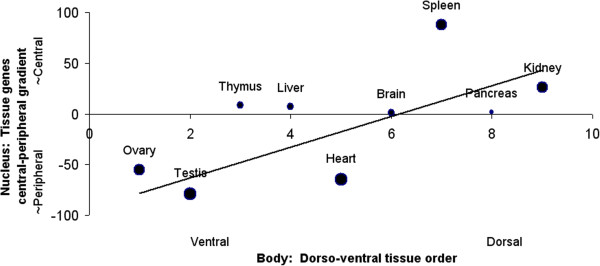 Spleen
100
Kidney
50
Thymus
Liver
Brain
Pancreas
0
0
2
4
6
8
10
Ovary
Testis
Heart
-50
-100
Nucleus: Tissue genes
central-peripheral gradient
~Peripheral
~Central
Ventral
Dorsal
Body: Dorso-ventral tissue order